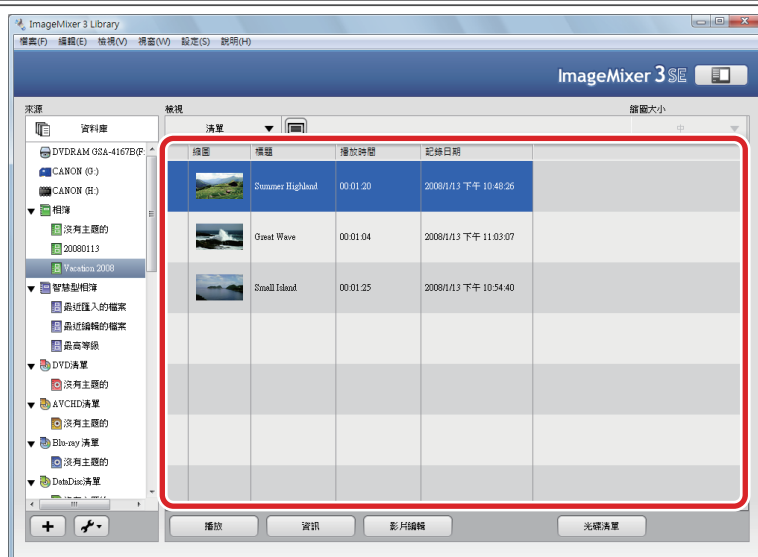 ImageMixer 3 Library
檔案(F) 編輯(E) 檢視(V) 視窗(W) 設定(S) 說明(H)
ImageMixer 3 SE
來源
檢視
縮圖大小
資料庫
清單
中
DVDRAM GSA-4167B(F:
CANON (G:)
CANON (H:)
相簿
沒有主題的
20080113
Vacation 2008
智慧型相簿
最近匯入的檔案
最近編輯的檔案
最高等級
DVD清單
沒有主題的
AVCHD清單
沒有主題的
Blu-ray 清單
沒有主題的
DataDisc清單
縮圖 標題 播放時間 記錄日期
Summer Highland 00:01:20 2008/1/13 下午 10:48:26
Great Wave 00:01:04 2008/1/13 下午 11:03:07
Small Island 00:01:25 2008/1/13 下午 10:54:40
播放 資訊 影片編輯 光碟清單